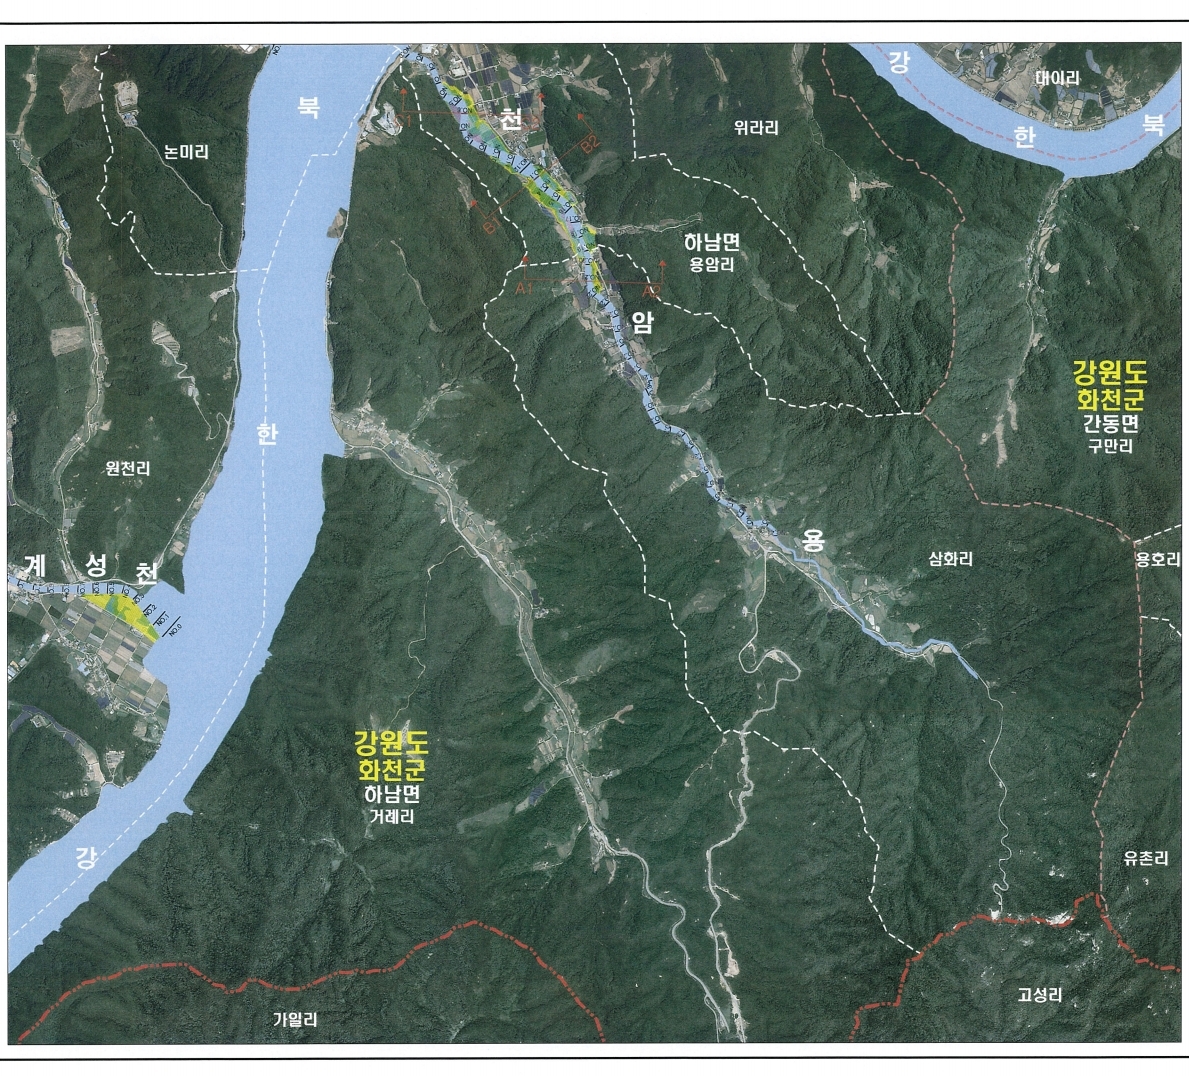 북
강
대이리
한
북
천
위라리
논미리
B2
B
하남면
용암리
A1
A2
암
강원도
화천군
간동면
구만리
한
원천리
용
삼화리
용호리
계 성 천
NO.2
NO.1
NO.0
강원도
화천군
하남면
거례리
강
유촌리
고성리
가일리